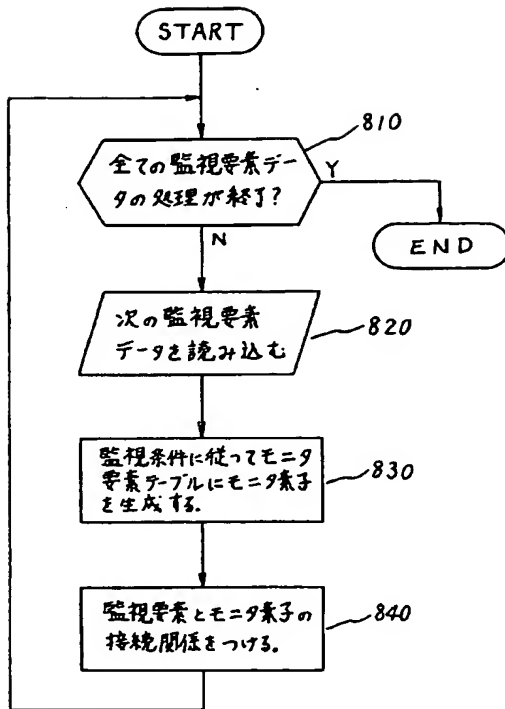 START
810
全ての監視要素デー
タの処理が終了?
Y
N
END
次の監視要素
データを読み込む
820
監視条件に従ってモニタ
要素テーブルにモニタ素子
を生成する.
830
監視要素とモニタ素子の
接続関係をつける.
840